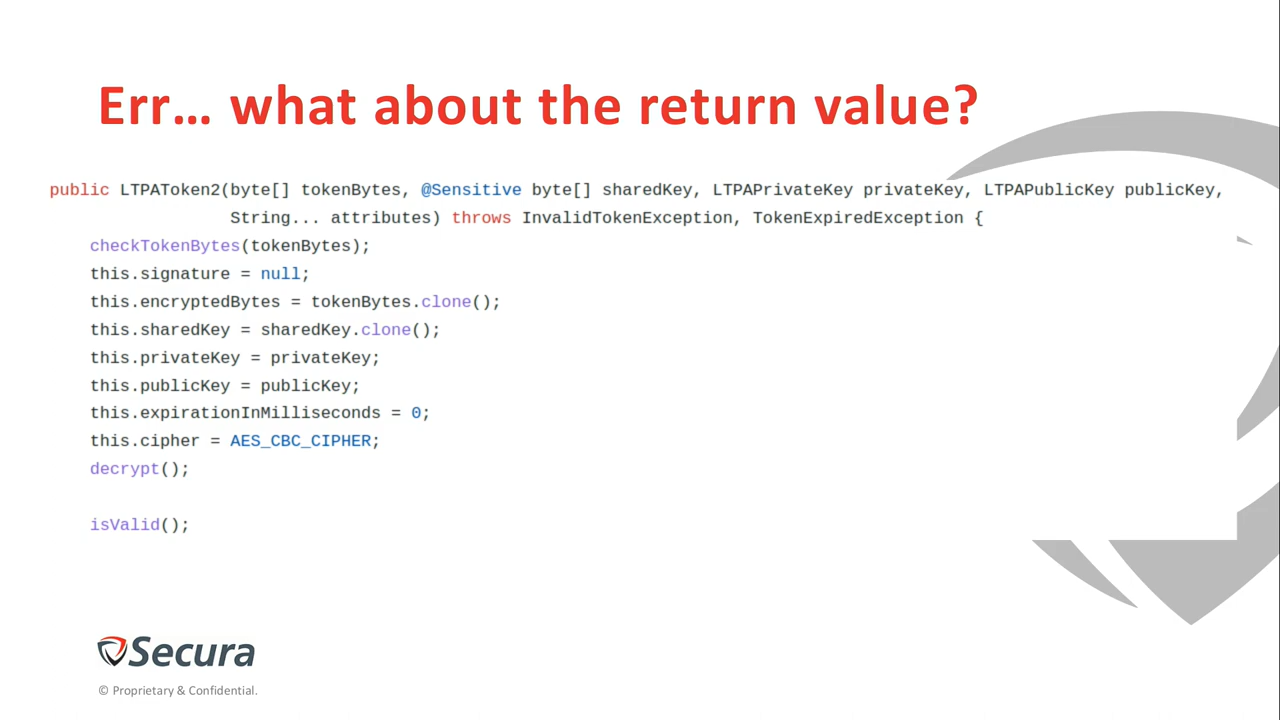 Err... what about the return value?
public LTPAToken2(byte[] tokenBytes, @Sensitive byte[] sharedKey, LTPAPrivateKey privateKey, LTPAPublicKey publicKey,
String... attributes) throws InvalidTokenException, TokenExpiredException {
checkTokenBytes(tokenBytes);
this.signature = null;
this.encryptedBytes = tokenBytes.clone();
this.sharedKey = sharedKey.clone();
this.privateKey = privateKey;
this.publicKey = publicKey;
this.expirationInMilliseconds = 0;
this.cipher = AES_CBC_CIPHER;
decrypt();
isValid();
Secura
© Proprietary & Confidential.